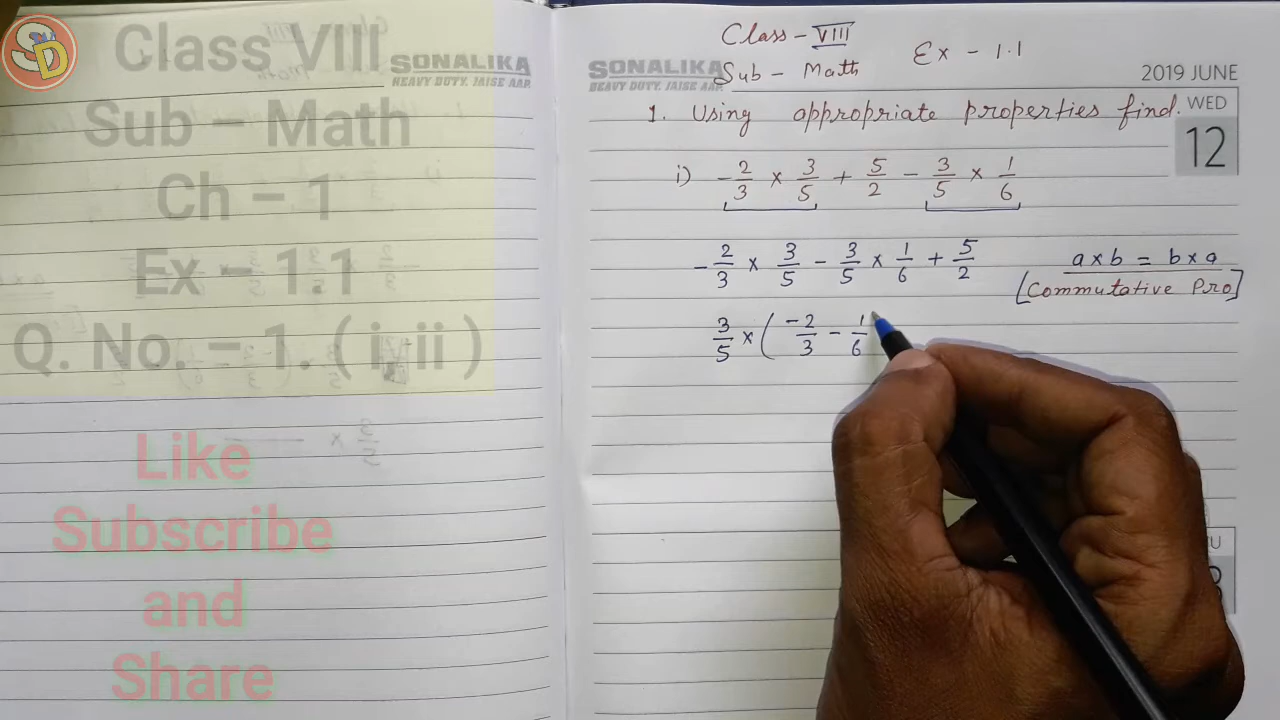 SD
Class VIII
Sub – Math
Ch – 1
Ex – 1.1
Q. No. – 1. ( i, ii )
Like
Subscribe
and
Share
SONALIKA
HEAVY DUTY. JAISE AAP.
SONALIKA
HEAVY DUTY. JAISE AAP.
2019 JUNE
WED
12
Class – VIII
Ex – 1.1
Sub – Math
1. Using appropriate properties find.
i) -2/3 × 3/5 + 5/2 - 3/5 × 1/6
-2/3 × 3/5 - 3/5 × 1/6 + 5/2
a×b = b×a
[Commutative Pro]
3/5 × ( -2/3 - 1/6